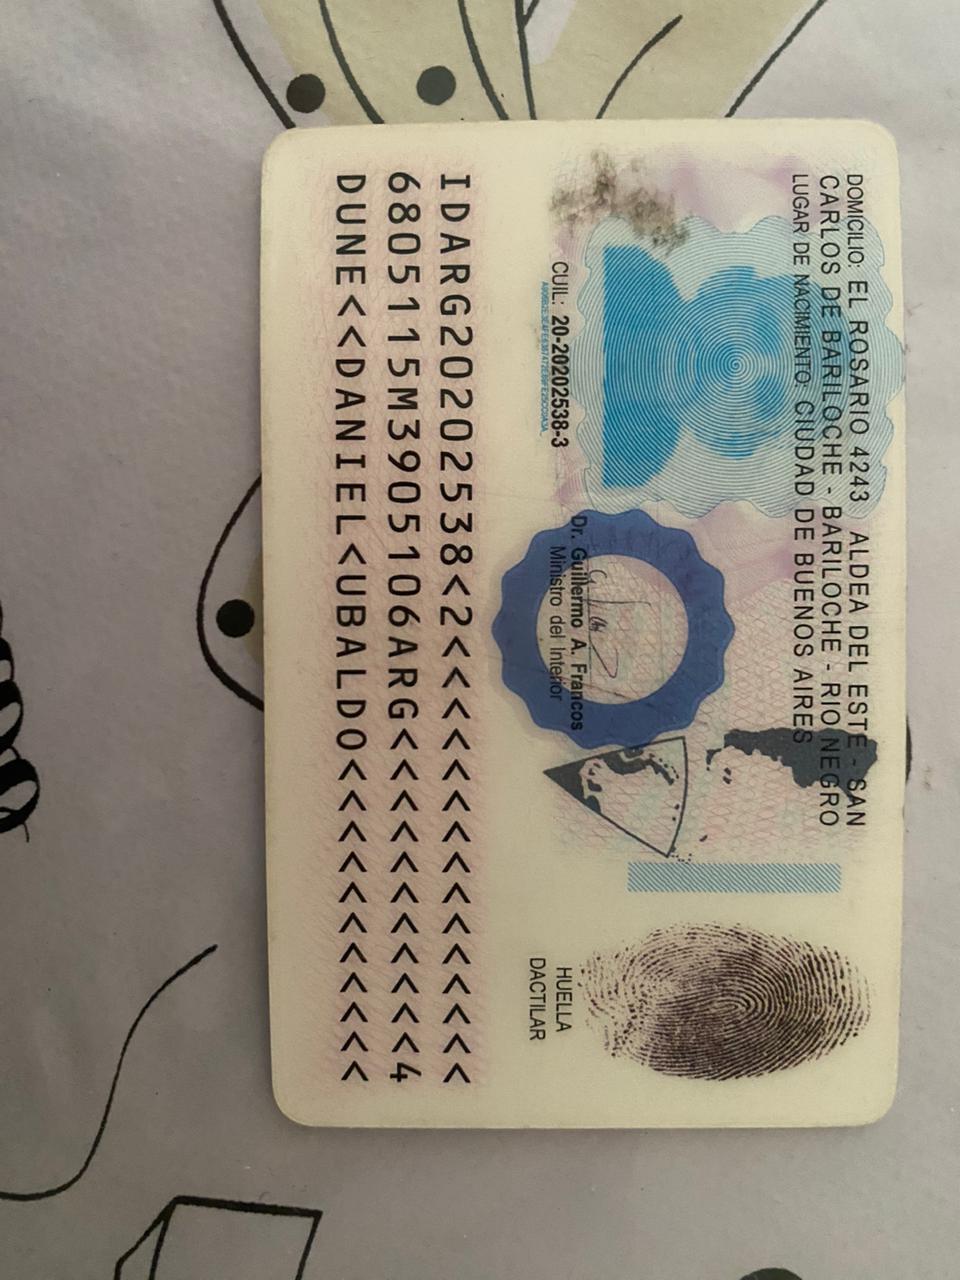 DOMICILIO: EL ROSARIO 4243 ALDEA DEL ESTE - SAN
CARLOS DE BARILOCHE - BARILOCHE - RIO NEGRO
LUGAR DE NACIMIENTO: CIUDAD DE BUENOS AIRES
CUIL: 20-20202538-3
Dr. Guillermo A. Francos
Ministro del Interior
HUELLA
DACTILAR
IDARG20202538<2<<<<<<<<<<<<<<<
6805115M3905106ARG<<<<<<<<<<<4
DUNE<<DANIEL<UBALDO<<<<<<<<<<<